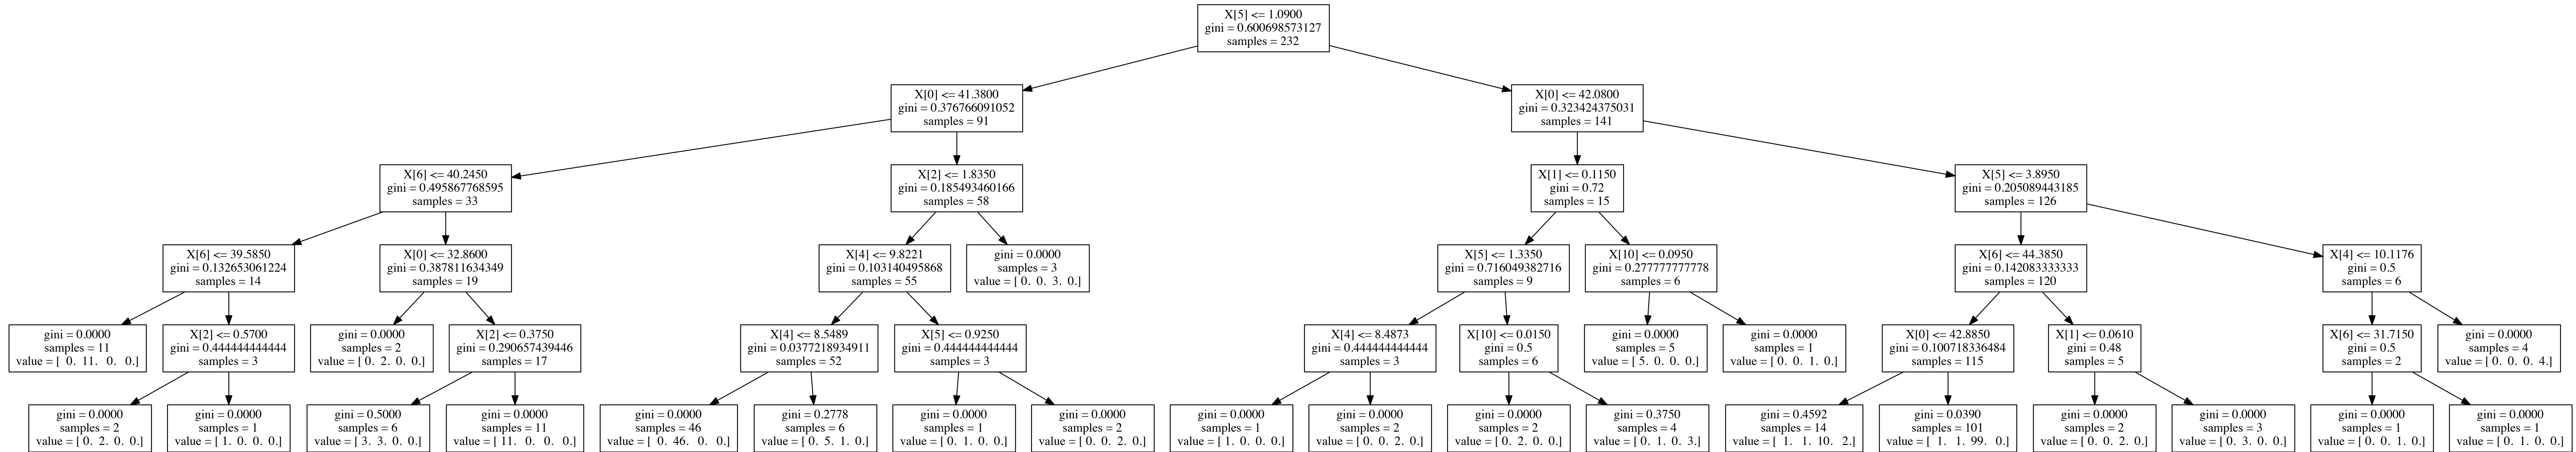 X[5] <= 1.0900
gini = 0.600698573127
samples = 232
X[0] <= 41.3800
gini = 0.376766091052
samples = 91
X[0] <= 42.0800
gini = 0.323424375031
samples = 141
X[6] <= 40.2450
gini = 0.495867768595
samples = 33
X[2] <= 1.8350
gini = 0.185493460166
samples = 58
X[1] <= 0.1150
gini = 0.72
samples = 15
X[5] <= 3.8950
gini = 0.205089443185
samples = 126
X[6] <= 39.5850
gini = 0.132653061224
samples = 14
X[0] <= 32.8600
gini = 0.387811634349
samples = 19
X[4] <= 9.8221
gini = 0.103140495868
samples = 55
gini = 0.0000
samples = 3
value = [ 0. 0. 3. 0.]
X[5] <= 1.3350
gini = 0.716049382716
samples = 9
X[10] <= 0.0950
gini = 0.277777777778
samples = 6
X[6] <= 44.3850
gini = 0.142083333333
samples = 120
X[4] <= 10.1176
gini = 0.5
samples = 6
gini = 0.0000
samples = 11
value = [ 0. 11. 0. 0.]
X[2] <= 0.5700
gini = 0.444444444444
samples = 3
gini = 0.0000
samples = 2
value = [ 0. 2. 0. 0.]
X[2] <= 0.3750
gini = 0.290657439446
samples = 17
X[4] <= 8.5489
gini = 0.0377218934911
samples = 52
X[5] <= 0.9250
gini = 0.444444444444
samples = 3
X[4] <= 8.4873
gini = 0.444444444444
samples = 3
X[10] <= 0.0150
gini = 0.5
samples = 6
gini = 0.0000
samples = 5
value = [ 5. 0. 0. 0.]
gini = 0.0000
samples = 1
value = [ 0. 0. 1. 0.]
X[0] <= 42.8850
gini = 0.100718336484
samples = 115
X[1] <= 0.0610
gini = 0.48
samples = 5
X[6] <= 31.7150
gini = 0.5
samples = 2
gini = 0.0000
samples = 4
value = [ 0. 0. 0. 4.]
gini = 0.0000
samples = 2
value = [ 0. 2. 0. 0.]
gini = 0.0000
samples = 1
value = [ 1. 0. 0. 0.]
gini = 0.5000
samples = 6
value = [ 3. 3. 0. 0.]
gini = 0.0000
samples = 11
value = [ 11. 0. 0. 0.]
gini = 0.0000
samples = 46
value = [ 0. 46. 0. 0.]
gini = 0.2778
samples = 6
value = [ 0. 5. 1. 0.]
gini = 0.0000
samples = 1
value = [ 0. 1. 0. 0.]
gini = 0.0000
samples = 2
value = [ 0. 0. 2. 0.]
gini = 0.0000
samples = 1
value = [ 1. 0. 0. 0.]
gini = 0.0000
samples = 2
value = [ 0. 0. 2. 0.]
gini = 0.0000
samples = 2
value = [ 0. 2. 0. 0.]
gini = 0.3750
samples = 4
value = [ 0. 1. 0. 3.]
gini = 0.4592
samples = 14
value = [ 1. 1. 10. 2.]
gini = 0.0390
samples = 101
value = [ 1. 1. 99. 0.]
gini = 0.0000
samples = 2
value = [ 0. 0. 2. 0.]
gini = 0.0000
samples = 3
value = [ 0. 3. 0. 0.]
gini = 0.0000
samples = 1
value = [ 0. 0. 1. 0.]
gini = 0.0000
samples = 1
value = [ 0. 1. 0. 0.]